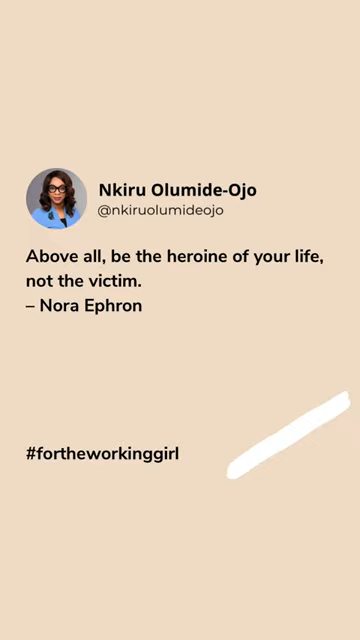 Nkiru Olumide-Ojo
@nkiruolumideojo
Above all, be the heroine of your life,
not the victim.
– Nora Ephron
#fortheworkinggirl